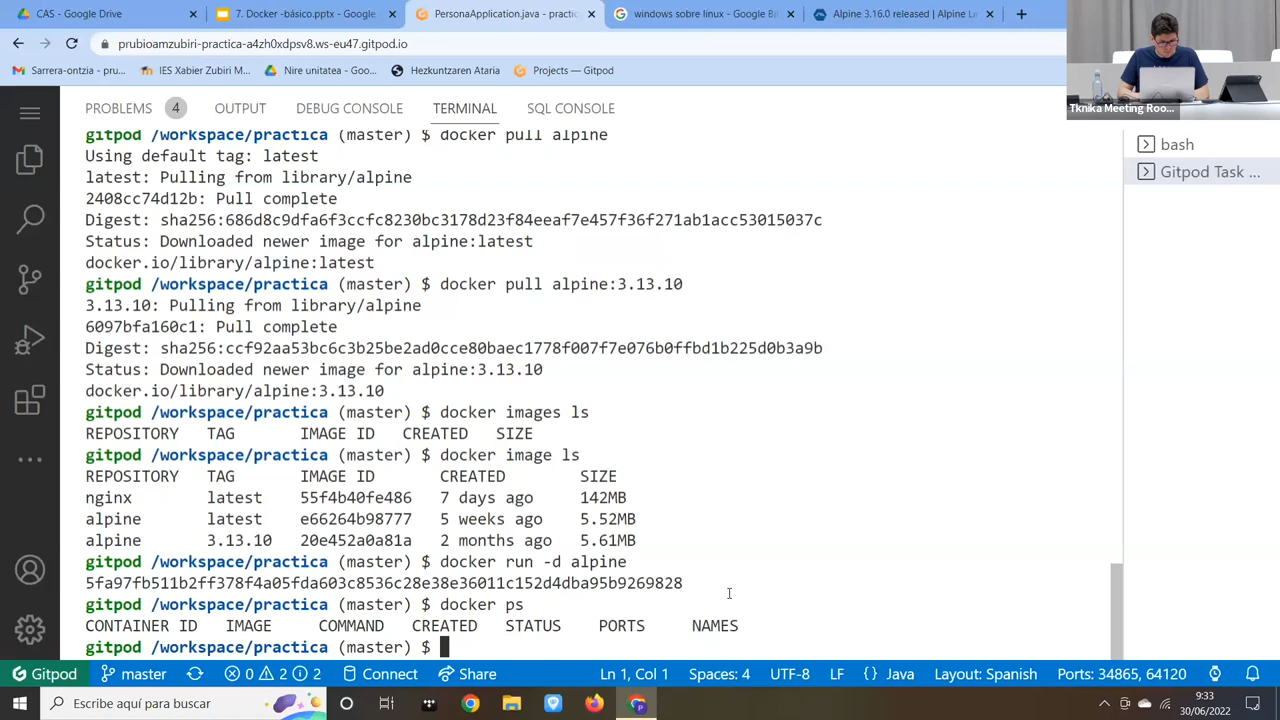 CAS - Google Drive
7. Docker -básico.pptx - Google
PersonaApplication.java - practic
windows sobre linux - Google Bi
Alpine 3.16.0 released | Alpine Li
prubioamzubiri-practica-a4zh0xdpsv8.ws-eu47.gitpod.io
Sarrera-ontzia - pru...
IES Xabier Zubiri M...
Nire unitatea - Goo...
Hezkuntzaren Ataria
Projects — Gitpod
Tknika Meeting Roo...
PROBLEMS 4 OUTPUT DEBUG CONSOLE TERMINAL SQL CONSOLE
bash
Gitpod Task ...
gitpod /workspace/practica (master) $ docker pull alpine
Using default tag: latest
latest: Pulling from library/alpine
2408cc74d12b: Pull complete
Digest: sha256:686d8c9dfa6f3ccfc8230bc3178d23f84eeaf7e457f36f271ab1acc53015037c
Status: Downloaded newer image for alpine:latest
docker.io/library/alpine:latest
gitpod /workspace/practica (master) $ docker pull alpine:3.13.10
3.13.10: Pulling from library/alpine
6097bfa160c1: Pull complete
Digest: sha256:ccf92aa53bc6c3b25be2ad0cce80baec1778f007f7e076b0ffbd1b225d0b3a9b
Status: Downloaded newer image for alpine:3.13.10
docker.io/library/alpine:3.13.10
gitpod /workspace/practica (master) $ docker images ls
REPOSITORY TAG IMAGE ID CREATED SIZE
gitpod /workspace/practica (master) $ docker image ls
REPOSITORY TAG IMAGE ID CREATED SIZE
nginx latest 55f4b40fe486 7 days ago 142MB
alpine latest e66264b98777 5 weeks ago 5.52MB
alpine 3.13.10 20e452a0a81a 2 months ago 5.61MB
gitpod /workspace/practica (master) $ docker run -d alpine
5fa97fb511b2ff378f4a05fda603c8536c28e38e36011c152d4dba95b9269828
gitpod /workspace/practica (master) $ docker ps
CONTAINER ID IMAGE COMMAND CREATED STATUS PORTS NAMES
gitpod /workspace/practica (master) $
Gitpod master 0 2 2 Connect Share Ln 1, Col 1 Spaces: 4 UTF-8 LF {} Java Layout: Spanish Ports: 34865, 64120
Escribe aquí para buscar
9:33
30/06/2022